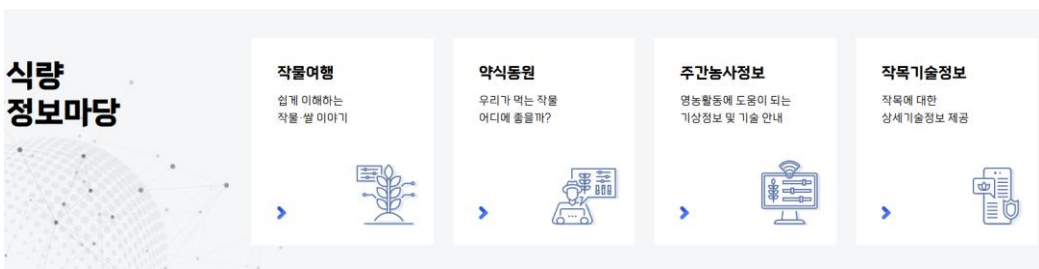 식량
정보마당
작물여행
쉽게 이해하는
작물·쌀 이야기
약식동원
우리가 먹는 작물
어디에 좋을까?
주간농사정보
영농활동에 도움이 되는
기상정보 및 기술 안내
작목기술정보
작목에 대한
상세기술정보 제공